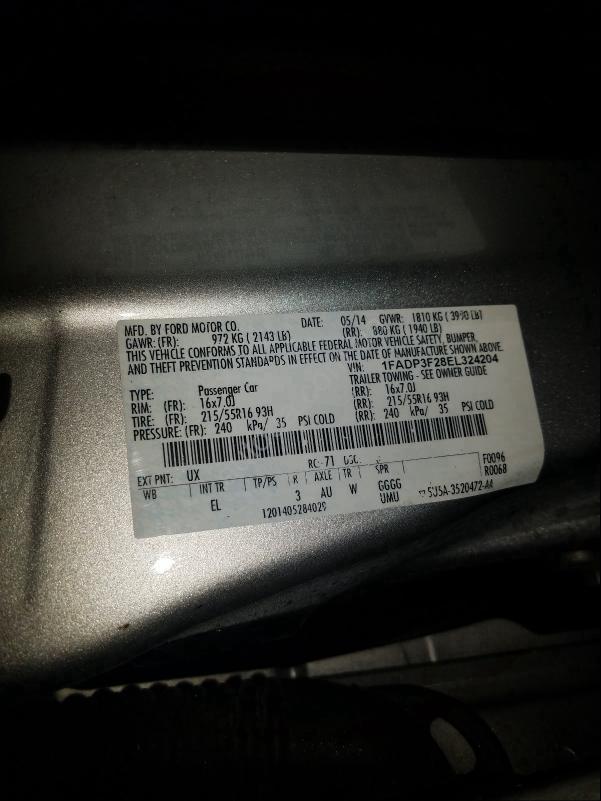 MFD. BY FORD MOTOR CO. DATE: 05/14 GVWR: 1810 KG ( LB)
GAWR: (FR): 972 KG ( 2143 LB) (RR): 880 KG ( 1940 LB)
THIS VEHICLE CONFORMS TO ALL APPLICABLE FEDERAL MOTOR VEHICLE SAFETY, BUMPER,
AND THEFT PREVENTION STANDARDS IN EFFECT ON THE DATE OF MANUFACTURE SHOWN ABOVE.
VIN: 1FADP3F28EL324204
TYPE: Passenger Car TRAILER TOWING - SEE OWNER GUIDE
RIM: (FR): 16x7.0J (RR): 16x7.0J
TIRE: (FR): 215/55R16 93H (RR): 215/55R16 93H
PRESSURE: (FR): 240 kPa/ 35 PSI COLD (RR): 240 kPa/ 35 PSI COLD
EXT PNT: UX RC: 71 DSO: F0096
WB INT TR TP/PS R AXLE TR SPR R0068
EL 3 AU W GGGG
UMU
1201405284029 5U5A-3520472-AA